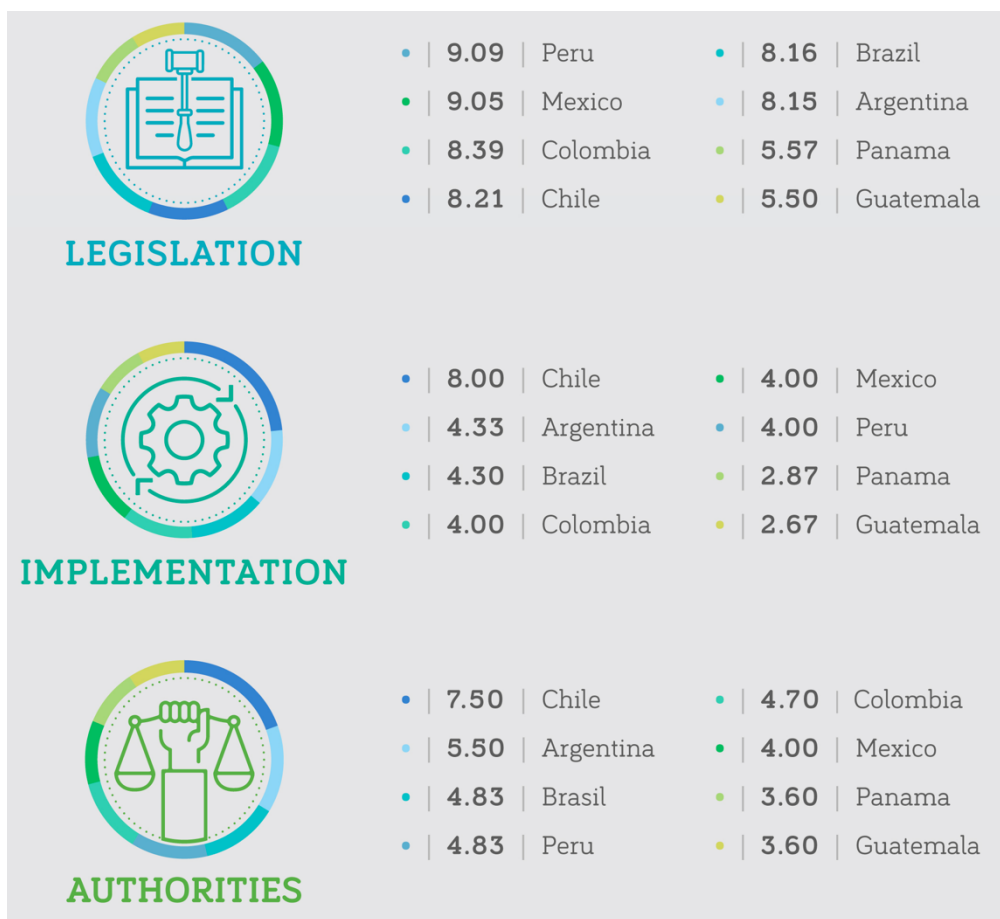 9.09 | Peru
9.05 | Mexico
8.39 | Colombia
8.21 | Chile
8.16 | Brazil
8.15 | Argentina
5.57 | Panama
5.50 | Guatemala
LEGISLATION
8.00 | Chile
4.33 | Argentina
4.30 | Brazil
4.00 | Colombia
4.00 | Mexico
4.00 | Peru
2.87 | Panama
2.67 | Guatemala
IMPLEMENTATION
7.50 | Chile
5.50 | Argentina
4.83 | Brasil
4.83 | Peru
4.70 | Colombia
4.00 | Mexico
3.60 | Panama
3.60 | Guatemala
AUTHORITIES